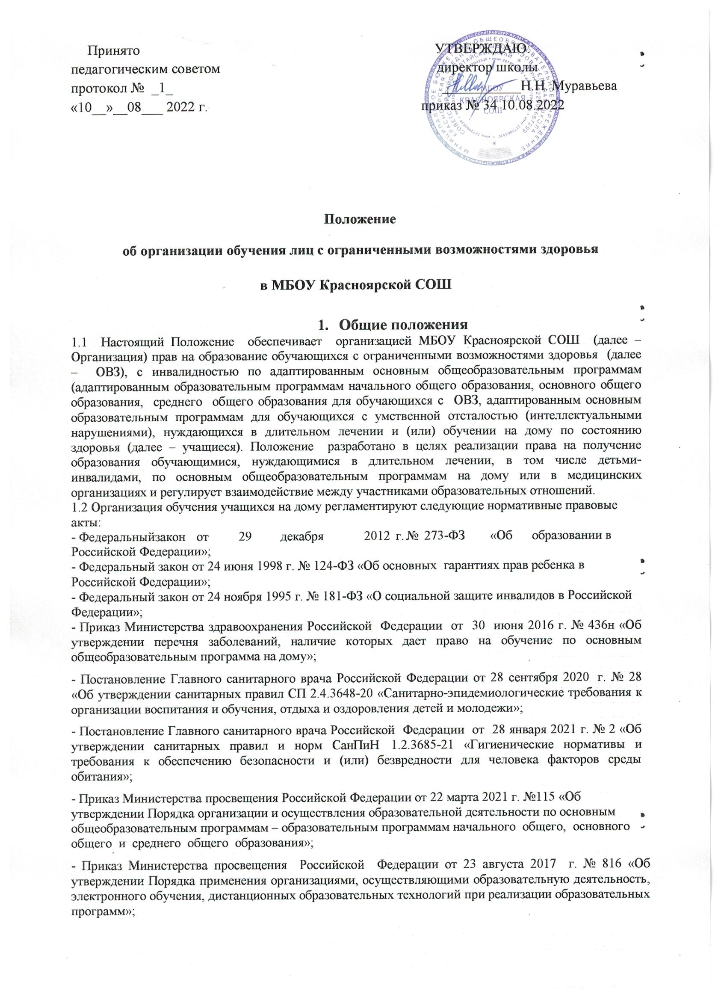 Принято
педагогическим советом
протокол № _1_
«10__»__08___ 2022 г.
УТВЕРЖДАЮ:
директор школы
___________Н.Н. Муравьева
приказ № 34 10.08.2022
МБОУ
КРАСНОЯРСКАЯ
СОШ
Положение
об организации обучения лиц с ограниченными возможностями здоровья
в МБОУ Красноярской СОШ
1. Общие положения
1.1 Настоящий Положение обеспечивает организацией МБОУ Красноярской СОШ (далее –
Организация) прав на образование обучающихся с ограниченными возможностями здоровья (далее
– ОВЗ), с инвалидностью по адаптированным основным общеобразовательным программам
(адаптированным образовательным программам начального общего образования, основного общего
образования, среднего общего образования для обучающихся с ОВЗ, адаптированным основным
образовательным программам для обучающихся с умственной отсталостью (интеллектуальными
нарушениями), нуждающихся в длительном лечении и (или) обучении на дому по состоянию
здоровья (далее – учащиеся). Положение разработано в целях реализации права на получение
образования обучающимися, нуждающимися в длительном лечении, в том числе детьми-
инвалидами, по основным общеобразовательным программам на дому или в медицинских
организациях и регулирует взаимодействие между участниками образовательных отношений.
1.2 Организация обучения учащихся на дому регламентируют следующие нормативные правовые
акты:
- Федеральныйзакон от 29 декабря 2012 г. № 273-ФЗ «Об образовании в
Российской Федерации»;
- Федеральный закон от 24 июня 1998 г. № 124-ФЗ «Об основных гарантиях прав ребенка в
Российской Федерации»;
- Федеральный закон от 24 ноября 1995 г. № 181-ФЗ «О социальной защите инвалидов в Российской
Федерации»;
- Приказ Министерства здравоохранения Российской Федерации от 30 июня 2016 г. № 436н «Об
утверждении перечня заболеваний, наличие которых дает право на обучение по основным
общеобразовательным программа на дому»;
- Постановление Главного санитарного врача Российской Федерации от 28 сентября 2020 г. № 28
«Об утверждении санитарных правил СП 2.4.3648-20 «Санитарно-эпидемиологические требования к
организации воспитания и обучения, отдыха и оздоровления детей и молодежи»;
- Постановление Главного санитарного врача Российской Федерации от 28 января 2021 г. № 2 «Об
утверждении санитарных правил и норм СанПиН 1.2.3685-21 «Гигиенические нормативы и
требования к обеспечению безопасности и (или) безвредности для человека факторов среды
обитания»;
- Приказ Министерства просвещения Российской Федерации от 22 марта 2021 г. №115 «Об
утверждении Порядка организации и осуществления образовательной деятельности по основным
общеобразовательным программам – образовательным программам начального общего, основного
общего и среднего общего образования»;
- Приказ Министерства просвещения Российской Федерации от 23 августа 2017 г. № 816 «Об
утверждении Порядка применения организациями, осуществляющими образовательную деятельность,
электронного обучения, дистанционных образовательных технологий при реализации образовательных
программ»;